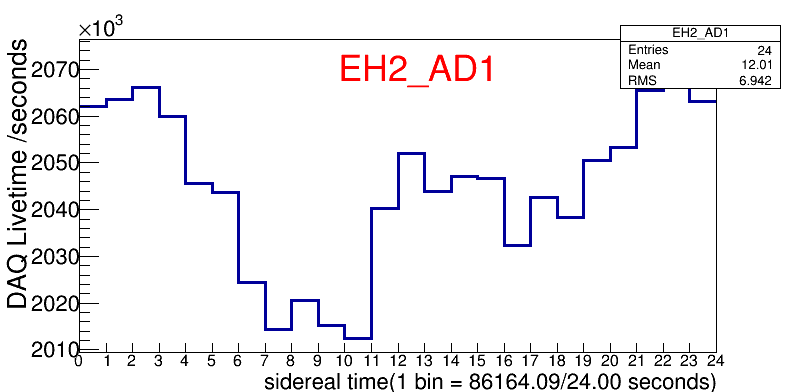 ×10³
EH2_AD1
EH2_AD1
Entries 24
Mean 12.01
RMS 6.942
DAQ Livetime /seconds
2070
2060
2050
2040
2030
2020
2010
0 1 2 3 4 5 6 7 8 9 10 11 12 13 14 15 16 17 18 19 20 21 22 23 24
sidereal time(1 bin = 86164.09/24.00 seconds)